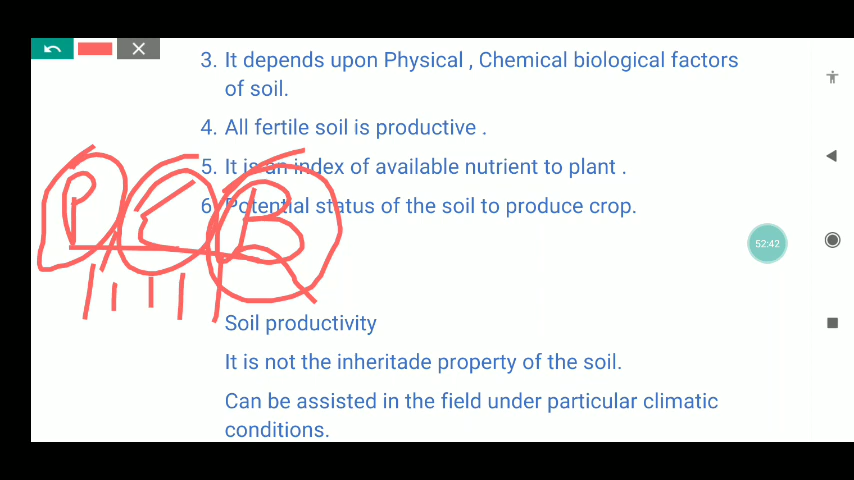 3. It depends upon Physical , Chemical biological factors
of soil.
4. All fertile soil is productive .
5. It is an index of available nutrient to plant .
6. Potential status of the soil to produce crop.
P C B
52:42
Soil productivity
It is not the inheritade property of the soil.
Can be assisted in the field under particular climatic
conditions.